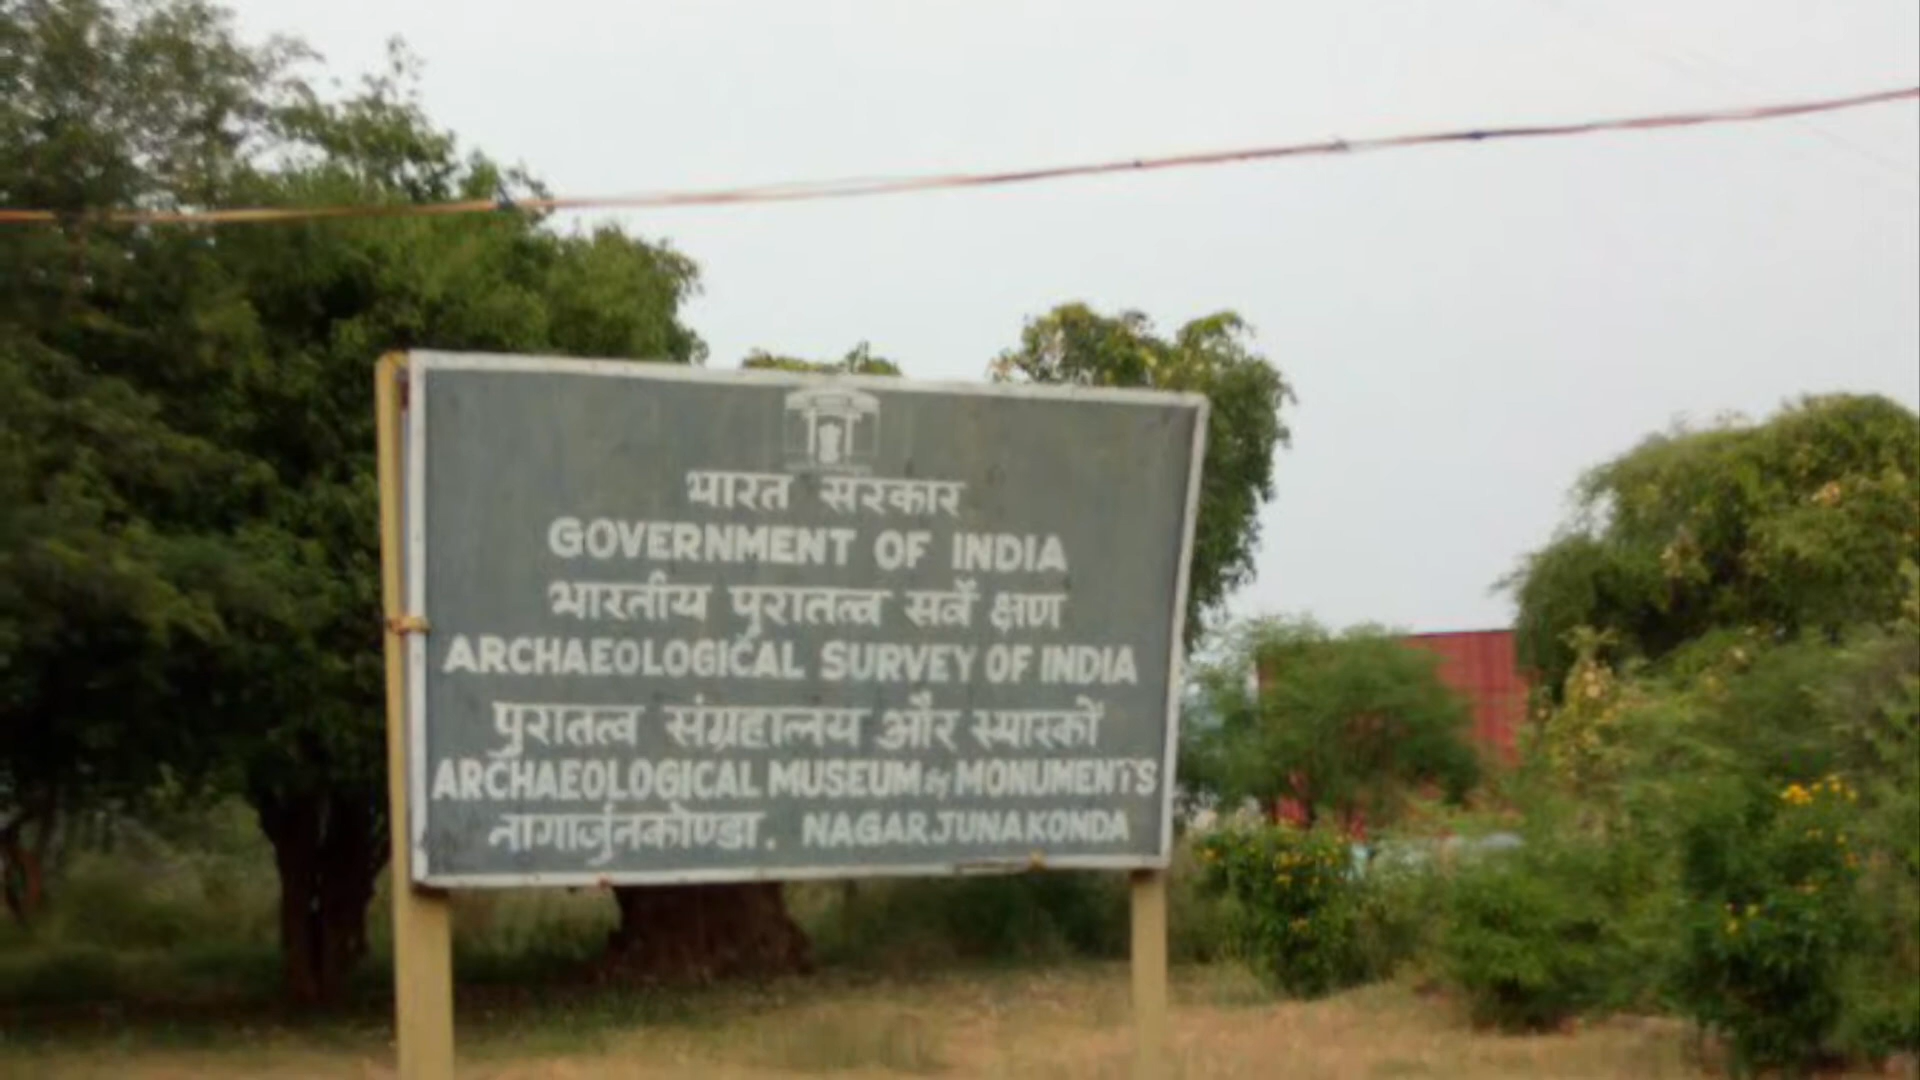 भारत सरकार
GOVERNMENT OF INDIA
भारतीय पुरातत्व सर्वे क्षण
ARCHAEOLOGICAL SURVEY OF INDIA
पुरातत्व संग्रहालय और स्मारकों
ARCHAEOLOGICAL MUSEUM & MONUMENTS
नागार्जुनकोण्डा. NAGARJUNAKONDA